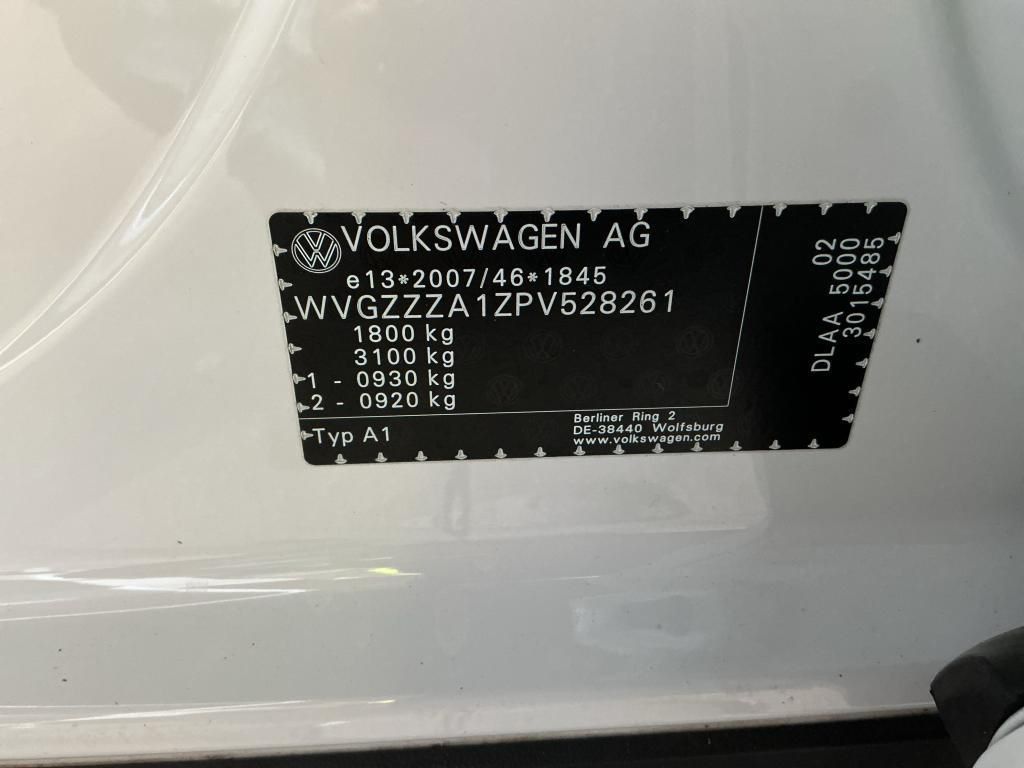 VOLKSWAGEN AG
e13*2007/46*1845
WVGZZZA1ZPV528261
1800 kg
3100 kg
1 - 0930 kg
2 - 0920 kg
Typ A1
Berliner Ring 2
DE-38440 Wolfsburg
www.volkswagen.com
DLAA 5000 02
3015485